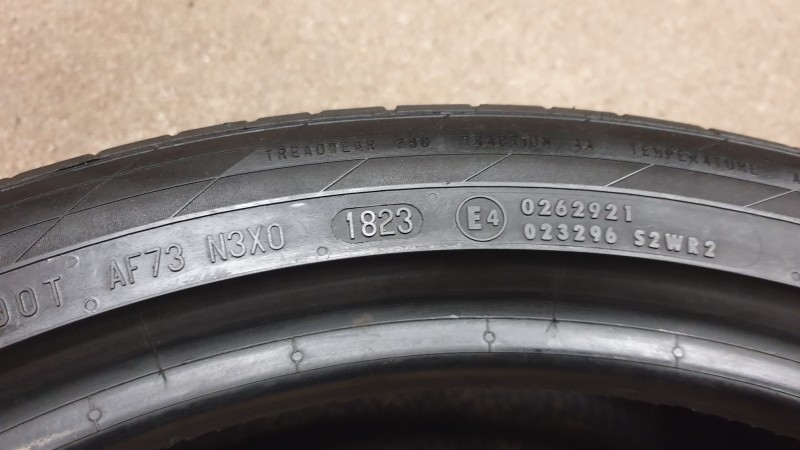 TREADWEAR 280 TRACTION AA TEMPERATURE A
DOT AF73 N3X0 1823 E4 0262921
023296 S2WR2